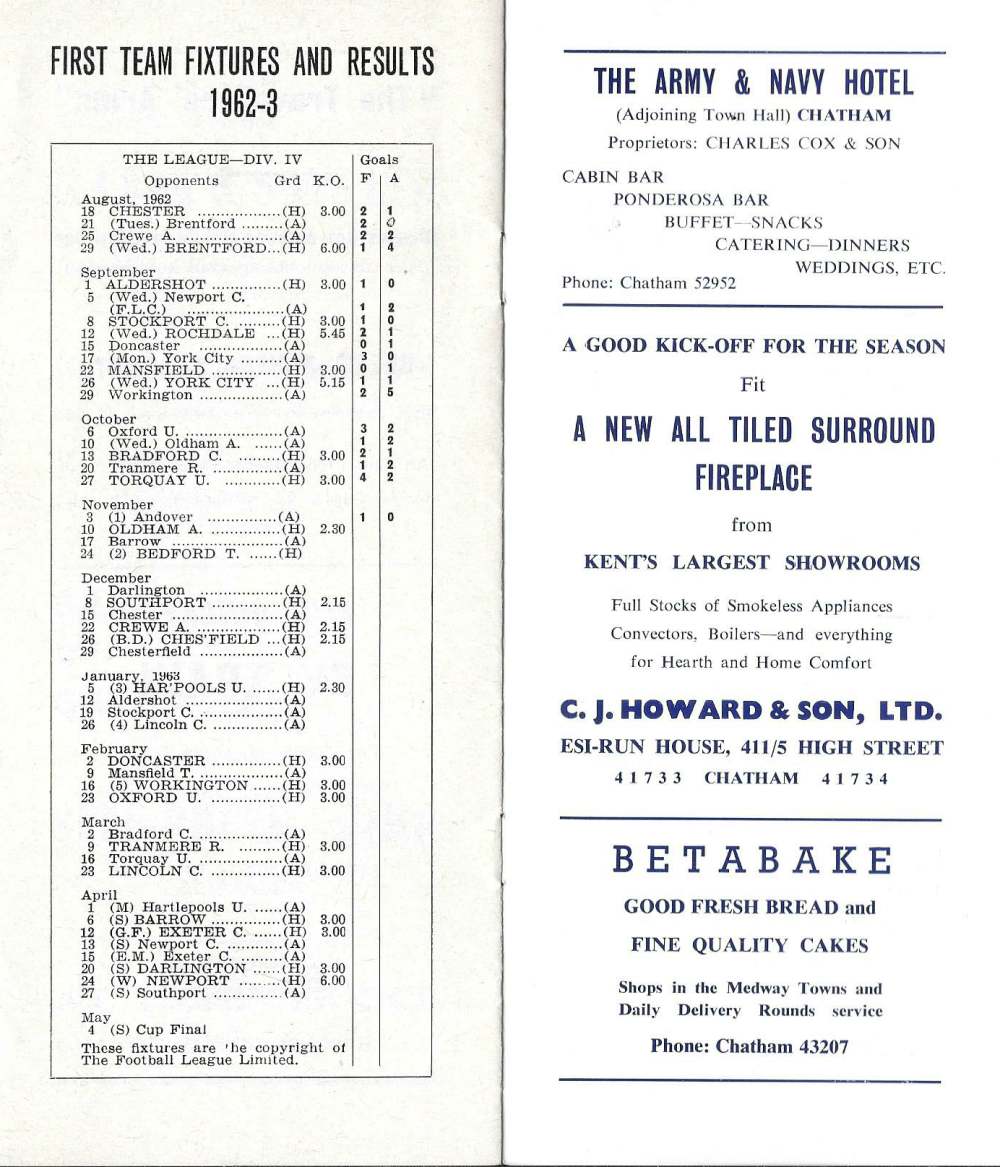 FIRST TEAM FIXTURES AND RESULTS
1962-3
THE LEAGUE—DIV. IV Goals
Opponents Grd K.O. F A
August, 1962
18 CHESTER .................(H) 3.00 2 1
21 (Tues.) Brentford .........(A) 2 0
25 Crewe A. ....................(A) 2 2
29 (Wed.) BRENTFORD...(H) 6.00 1 4
September
1 ALDERSHOT ..............(H) 3.00 1 0
5 (Wed.) Newport C.
(F.L.C.) ....................(A) 1 2
8 STOCKPORT C. .........(H) 3.00 1 0
12 (Wed.) ROCHDALE ...(H) 5.45 2 1
15 Doncaster .................(A) 0 1
17 (Mon.) York City .........(A) 3 0
22 MANSFIELD ..............(H) 3.00 0 1
26 (Wed.) YORK CITY ...(H) 5.15 1 1
29 Workington .................(A) 2 5
October
6 Oxford U. ....................(A) 3 2
10 (Wed.) Oldham A. ......(A) 1 2
13 BRADFORD C. .........(H) 3.00 2 1
20 Tranmere R. ..............(A) 1 2
27 TORQUAY U. ............(H) 3.00 4 2
November
3 (1) Andover ..............(A) 1 0
10 OLDHAM A. ..............(H) 2.30
17 Barrow .......................(A)
24 (2) BEDFORD T. ......(H)
December
1 Darlington .................(A)
8 SOUTHPORT ..............(H) 2.15
15 Chester .......................(A)
22 CREWE A. .................(H) 2.15
26 (B.D.) CHES'FIELD ...(H) 2.15
29 Chesterfield .................(A)
January, 1963
5 (3) HAR'POOLS U. ......(H) 2.30
12 Aldershot ....................(A)
19 Stockport C. .................(A)
26 (4) Lincoln C. ..............(A)
February
2 DONCASTER ..............(H) 3.00
9 Mansfield T. .................(A)
16 (5) WORKINGTON ......(H) 3.00
23 OXFORD U. ..............(H) 3.00
March
2 Bradford C. .................(A)
9 TRANMERE R. .........(H) 3.00
16 Torquay U. .................(A)
23 LINCOLN C. ..............(H) 3.00
April
1 (M) Hartlepools U. ......(A)
6 (S) BARROW ..............(H) 3.00
12 (G.F.) EXETER C. ......(H) 3.00
13 (S) Newport C. ............(A)
15 (E.M.) Exeter C. .........(A)
20 (S) DARLINGTON ......(H) 3.00
24 (W) NEWPORT .........(H) 6.00
27 (S) Southport ..............(A)
May
4 (S) Cup Final
These fixtures are 'he copyright of
The Football League Limited.
THE ARMY & NAVY HOTEL
(Adjoining Town Hall) CHATHAM
Proprietors: CHARLES COX & SON
CABIN BAR
PONDEROSA BAR
BUFFET—SNACKS
CATERING—DINNERS
WEDDINGS, ETC.
Phone: Chatham 52952
A GOOD KICK-OFF FOR THE SEASON
Fit
A NEW ALL TILED SURROUND
FIREPLACE
from
KENT'S LARGEST SHOWROOMS
Full Stocks of Smokeless Appliances
Convectors, Boilers—and everything
for Hearth and Home Comfort
C. J. HOWARD & SON, LTD.
ESI-RUN HOUSE, 411/5 HIGH STREET
41733 CHATHAM 41734
BETABAKE
GOOD FRESH BREAD and
FINE QUALITY CAKES
Shops in the Medway Towns and
Daily Delivery Rounds service
Phone: Chatham 43207